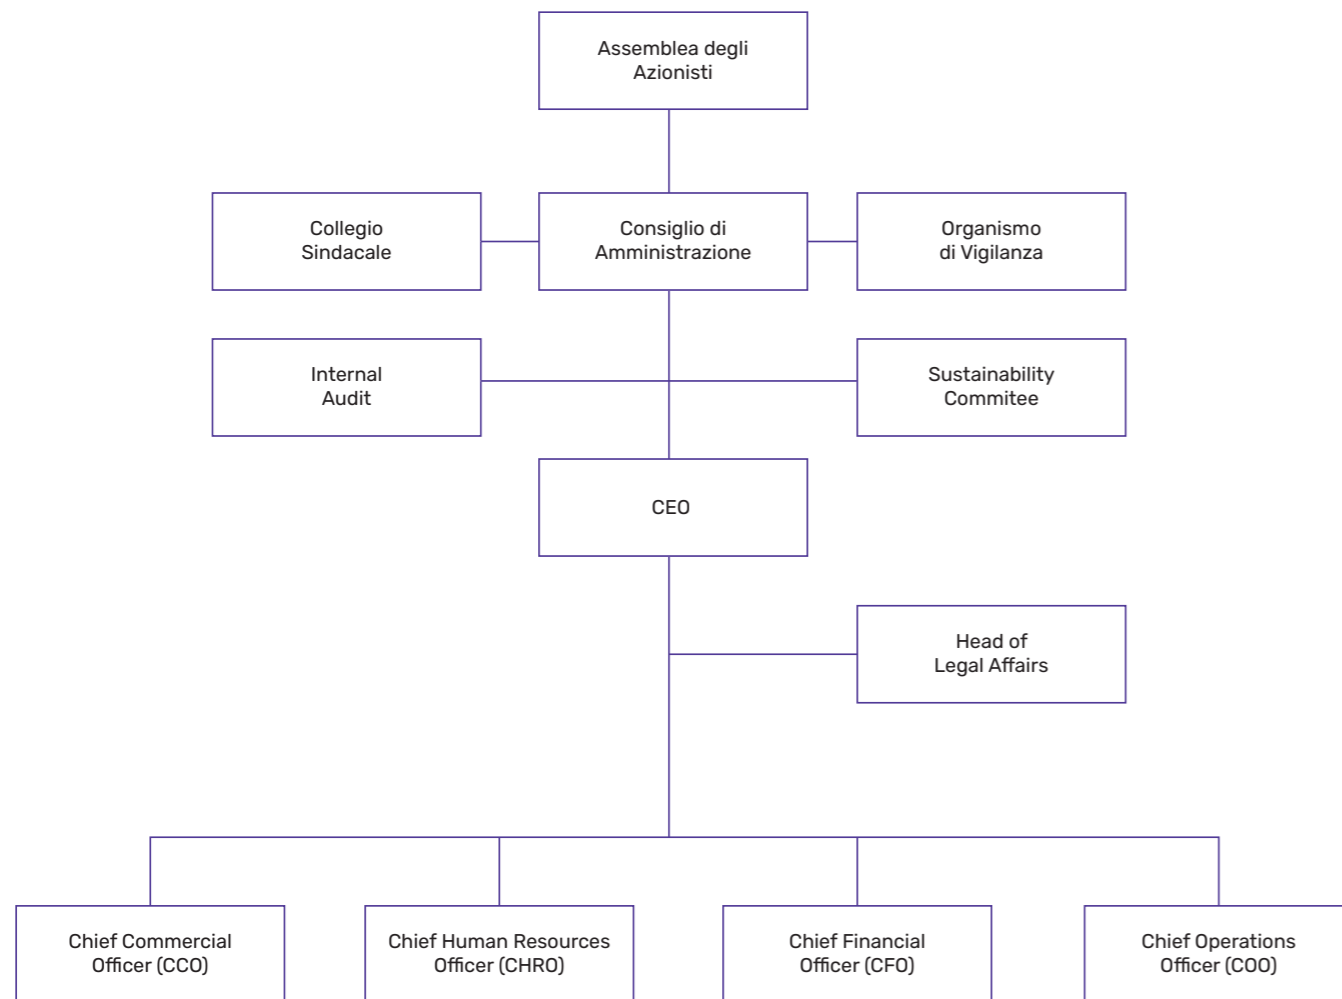 Assemblea degli
Azionisti
Collegio
Sindacale
Consiglio di
Amministrazione
Organismo
di Vigilanza
Internal
Audit
Sustainability
Commitee
CEO
Head of
Legal Affairs
Chief Commercial
Officer (CCO)
Chief Human Resources
Officer (CHRO)
Chief Financial
Officer (CFO)
Chief Operations
Officer (COO)